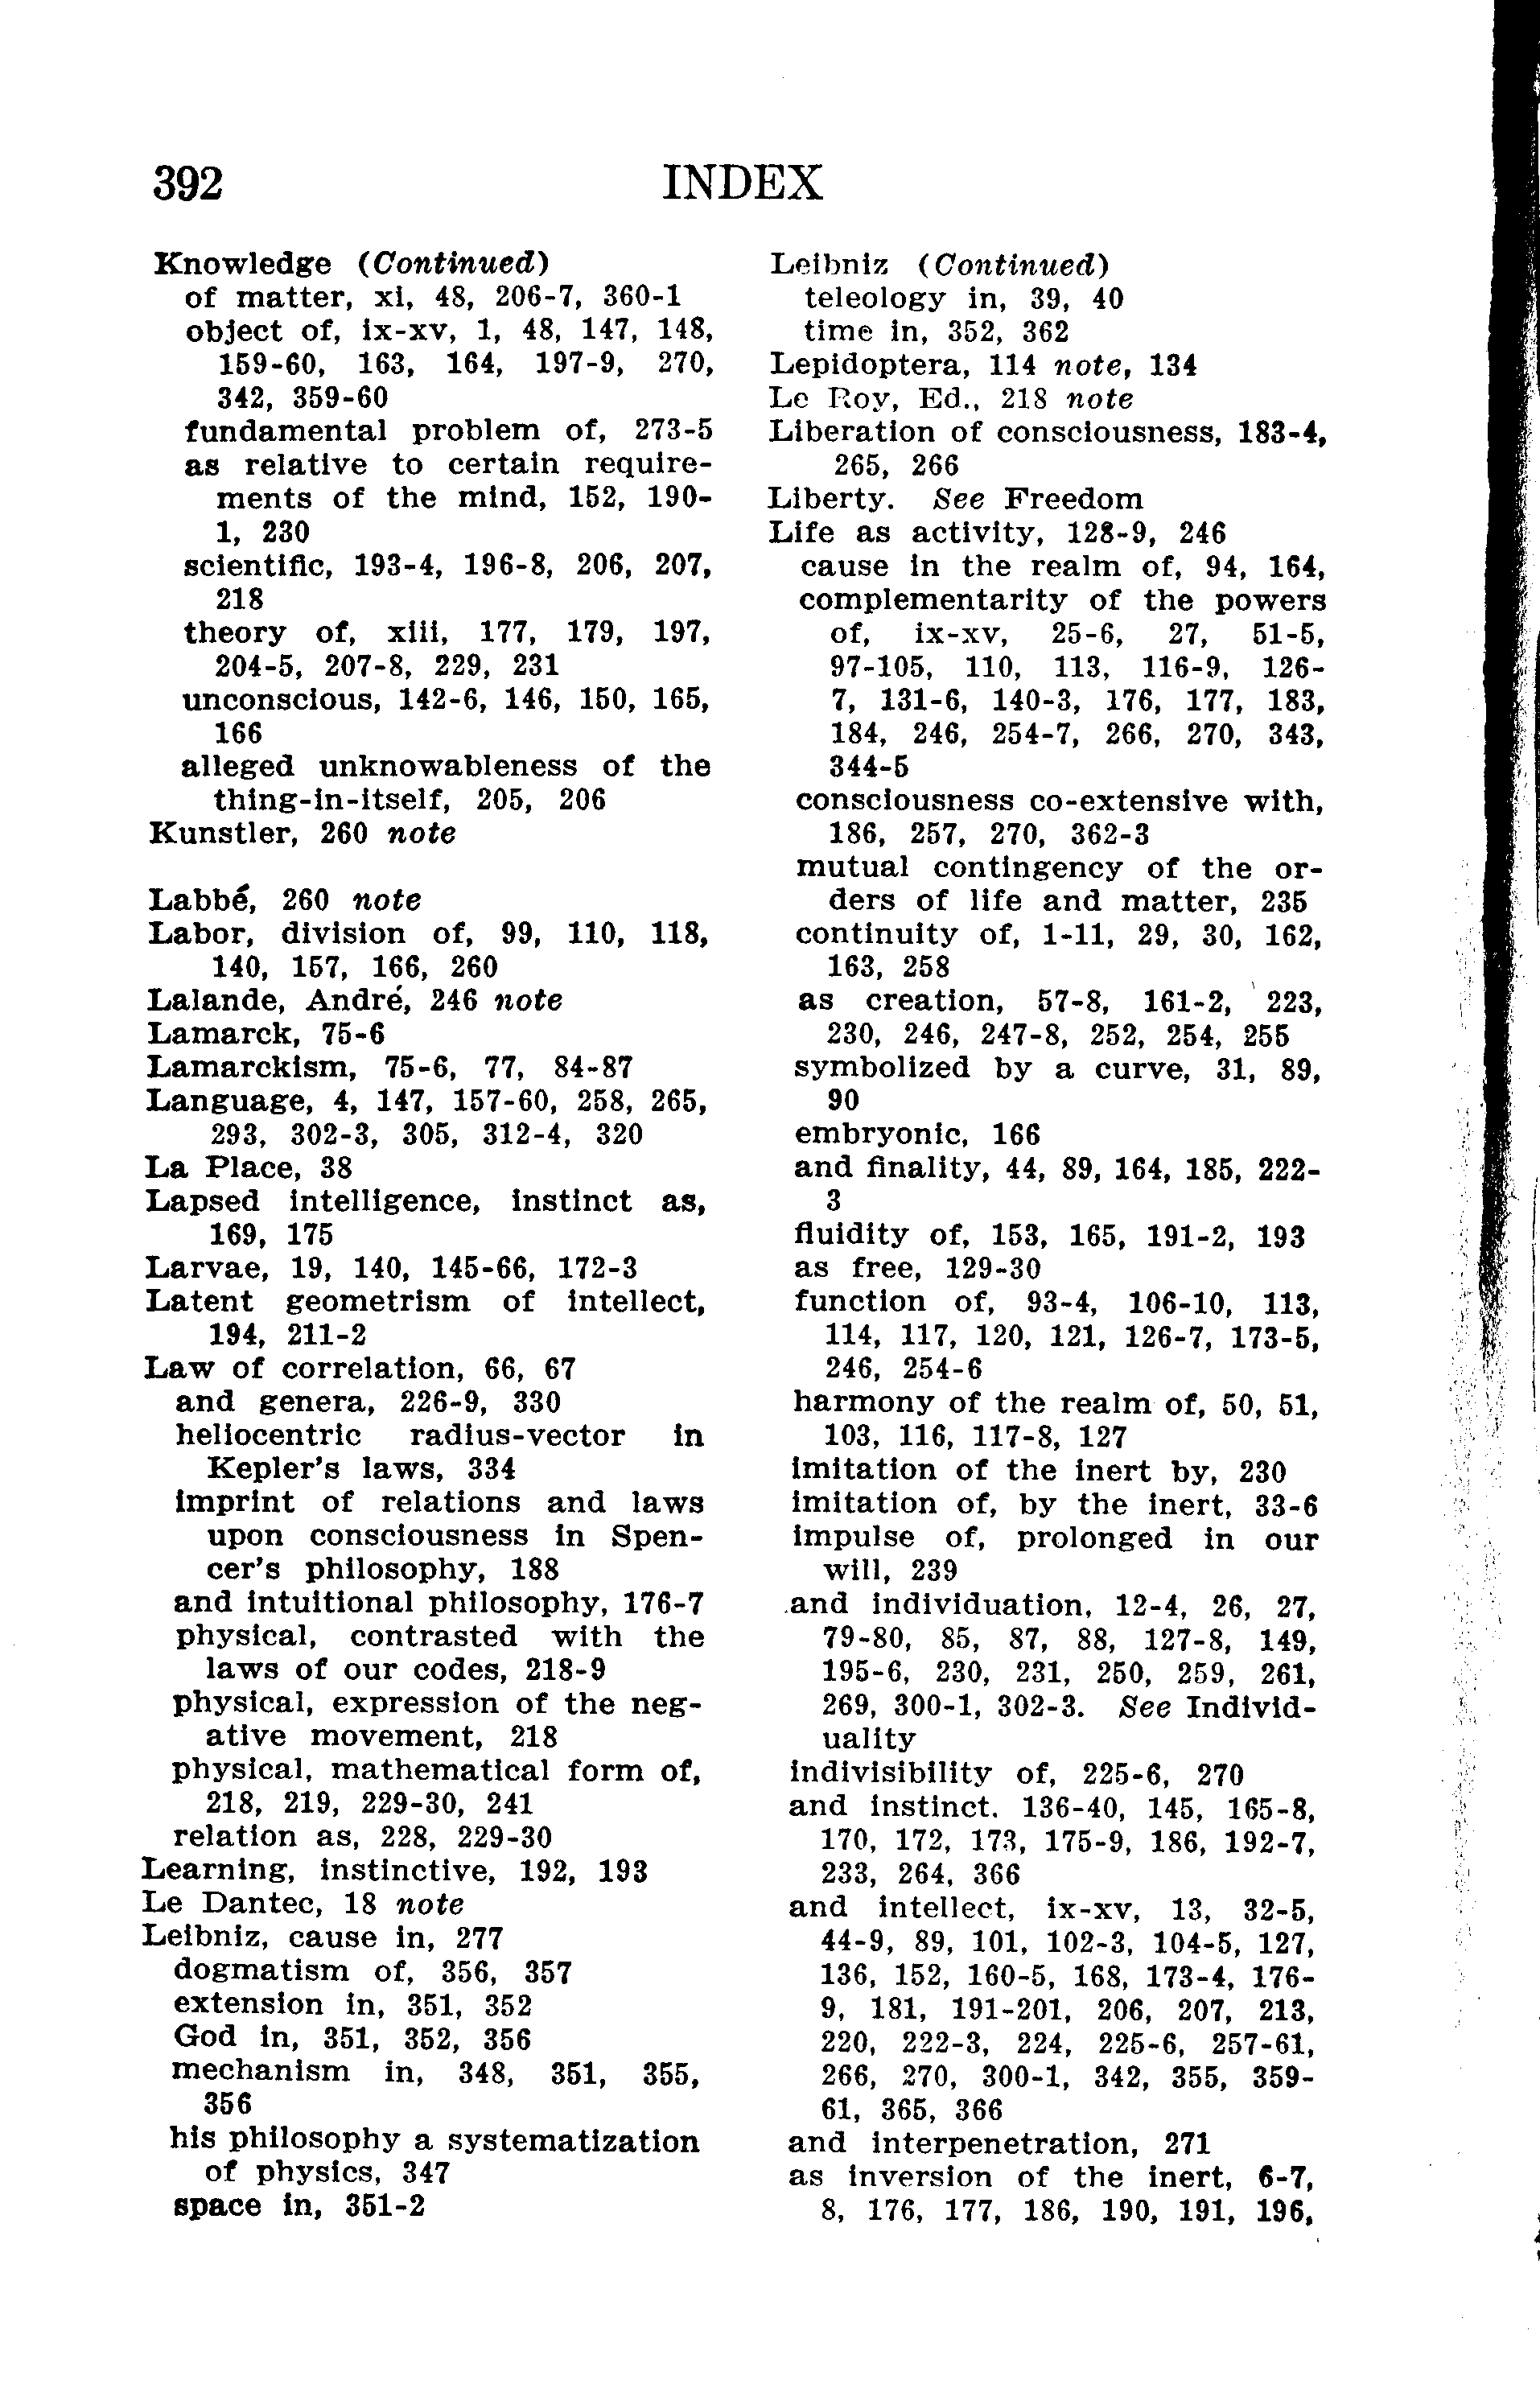 392 INDEX
Knowledge (Continued)
of matter, xi, 48, 206-7, 360-1
object of, ix-xv, 1, 48, 147, 148,
159-60, 163, 164, 197-9, 270,
342, 359-60
fundamental problem of, 273-5
as relative to certain require-
ments of the mind, 152, 190-
1, 230
scientific, 193-4, 196-8, 206, 207,
218
theory of, xiii, 177, 179, 197,
204-5, 207-8, 229, 231
unconscious, 142-6, 146, 150, 165,
166
alleged unknowableness of the
thing-in-itself, 205, 206
Kunstler, 260 note
Labbé, 260 note
Labor, division of, 99, 110, 118,
140, 157, 166, 260
Lalande, André, 246 note
Lamarck, 75-6
Lamarckism, 75-6, 77, 84-87
Language, 4, 147, 157-60, 258, 265,
293, 302-3, 305, 312-4, 320
La Place, 38
Lapsed intelligence, instinct as,
169, 175
Larvae, 19, 140, 145-66, 172-3
Latent geometrism of intellect,
194, 211-2
Law of correlation, 66, 67
and genera, 226-9, 330
heliocentric radius-vector in
Kepler's laws, 334
imprint of relations and laws
upon consciousness in Spen-
cer's philosophy, 188
and intuitional philosophy, 176-7
physical, contrasted with the
laws of our codes, 218-9
physical, expression of the neg-
ative movement, 218
physical, mathematical form of,
218, 219, 229-30, 241
relation as, 228, 229-30
Learning, instinctive, 192, 193
Le Dantec, 18 note
Leibniz, cause in, 277
dogmatism of, 356, 357
extension in, 351, 352
God in, 351, 352, 356
mechanism in, 348, 351, 355,
356
his philosophy a systematization
of physics, 347
space in, 351-2
Leibniz (Continued)
teleology in, 39, 40
time in, 352, 362
Lepidoptera, 114 note, 134
Le Roy, Ed., 218 note
Liberation of consciousness, 183-4,
265, 266
Liberty. See Freedom
Life as activity, 128-9, 246
cause in the realm of, 94, 164,
complementarity of the powers
of, ix-xv, 25-6, 27, 51-5,
97-105, 110, 113, 116-9, 126-
7, 131-6, 140-3, 176, 177, 183,
184, 246, 254-7, 266, 270, 343,
344-5
consciousness co-extensive with,
186, 257, 270, 362-3
mutual contingency of the or-
ders of life and matter, 235
continuity of, 1-11, 29, 30, 162,
163, 258
as creation, 57-8, 161-2, 223,
230, 246, 247-8, 252, 254, 255
symbolized by a curve, 31, 89,
90
embryonic, 166
and finality, 44, 89, 164, 185, 222-
3
fluidity of, 153, 165, 191-2, 193
as free, 129-30
function of, 93-4, 106-10, 113,
114, 117, 120, 121, 126-7, 173-5,
246, 254-6
harmony of the realm of, 50, 51,
103, 116, 117-8, 127
imitation of the inert by, 230
imitation of, by the inert, 33-6
impulse of, prolonged in our
will, 239
and individuation, 12-4, 26, 27,
79-80, 85, 87, 88, 127-8, 149,
195-6, 230, 231, 250, 259, 261,
269, 300-1, 302-3. See Individ-
uality
indivisibility of, 225-6, 270
and instinct. 136-40, 145, 165-8,
170, 172, 173, 175-9, 186, 192-7,
233, 264, 366
and intellect, ix-xv, 13, 32-5,
44-9, 89, 101, 102-3, 104-5, 127,
136, 152, 160-5, 168, 173-4, 176-
9, 181, 191-201, 206, 207, 213,
220, 222-3, 224, 225-6, 257-61,
266, 270, 300-1, 342, 355, 359-
61, 365, 366
and interpenetration, 271
as inversion of the inert, 6-7,
8, 176, 177, 186, 190, 191, 196,